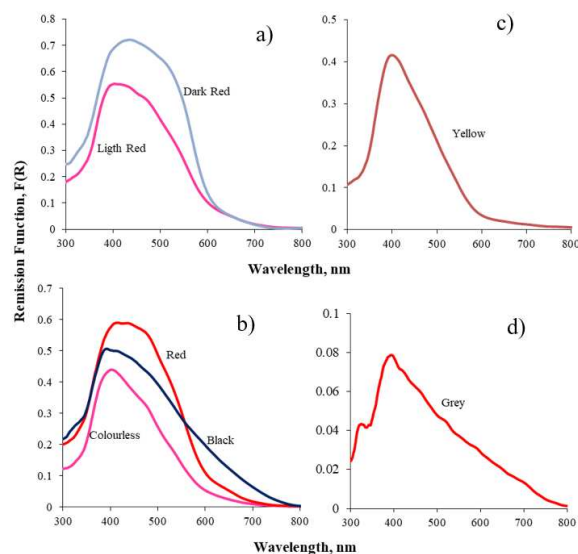 a)
0.8
0.7
0.6
0.5
0.4
0.3
0.2
0.1
0
Dark Red
Ligth Red
300 400 500 600 700 800
Wavelength, nm
c)
0.5
0.4
0.3
0.2
0.1
0
Yellow
300 400 500 600 700 800
Wavelength, nm
Remission Function, F(R)
b)
0.7
0.6
0.5
0.4
0.3
0.2
0.1
0
Red
Black
Colourless
300 400 500 600 700 800
Wavelength, nm
d)
0.1
0.08
0.06
0.04
0.02
0
Grey
300 400 500 600 700 800